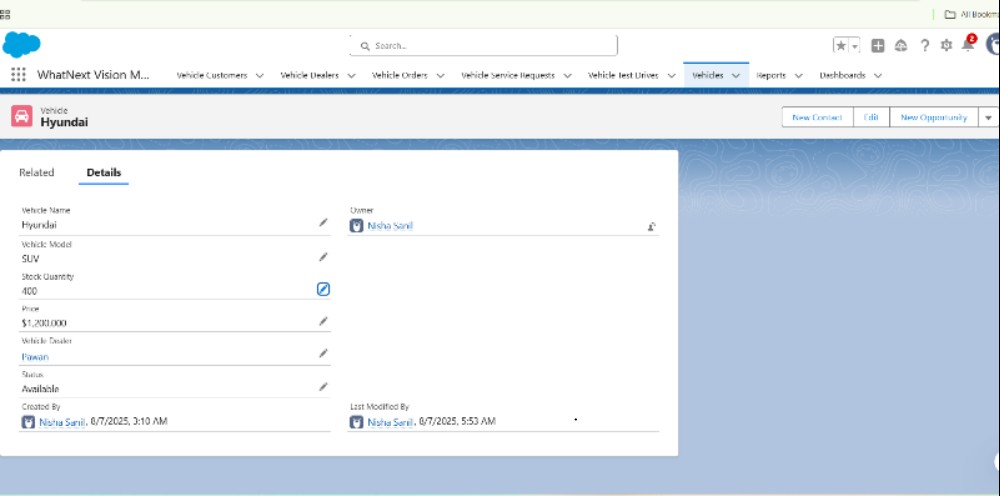 All Bookm
Search...
2
WhatNext Vision M... Vehicle Customers Vehicle Dealers Vehicle Orders Vehicle Service Requests Vehicle Test Drives Vehicles Reports Dashboards
Vehicle
Hyundai
New Contact Edit New Opportunity
Related Details
Vehicle Name
Hyundai
Owner
Nisha Sanil
Vehicle Model
SUV
Stock Quantity
400
Price
$1,200,000
Vehicle Dealer
Pawan
Status
Available
Created By
Nisha Sanil, 8/7/2025, 3:10 AM
Last Modified By
Nisha Sanil, 8/7/2025, 5:53 AM